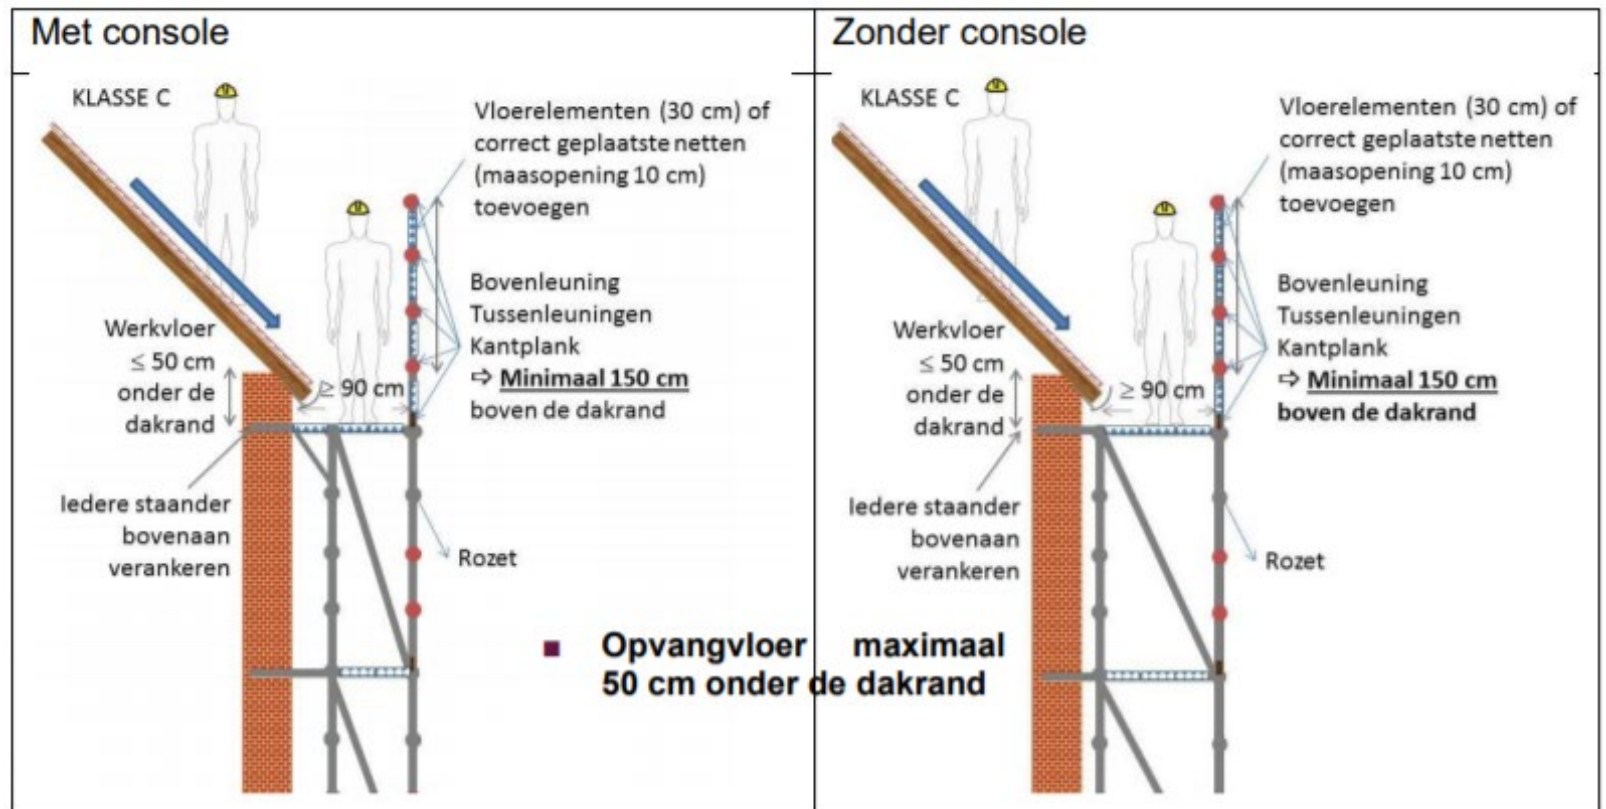 Met console
KLASSE C
Vloerelementen (30 cm) of
correct geplaatste netten
(maasopening 10 cm)
toevoegen
Bovenleuning
Tussenleuningen
Kantplank
⇨ Minimaal 150 cm
boven de dakrand
Werkvloer
≤ 50 cm
onder de
dakrand
≥ 90 cm
Iedere staander
bovenaan
verankeren
Rozet
Zonder console
KLASSE C
Vloerelementen (30 cm) of
correct geplaatste netten
(maasopening 10 cm)
toevoegen
Bovenleuning
Tussenleuningen
Kantplank
⇨ Minimaal 150 cm
boven de dakrand
Werkvloer
≤ 50 cm
onder de
dakrand
≥ 90 cm
Iedere staander
bovenaan
verankeren
Rozet
■ Opvangvloer maximaal
50 cm onder de dakrand